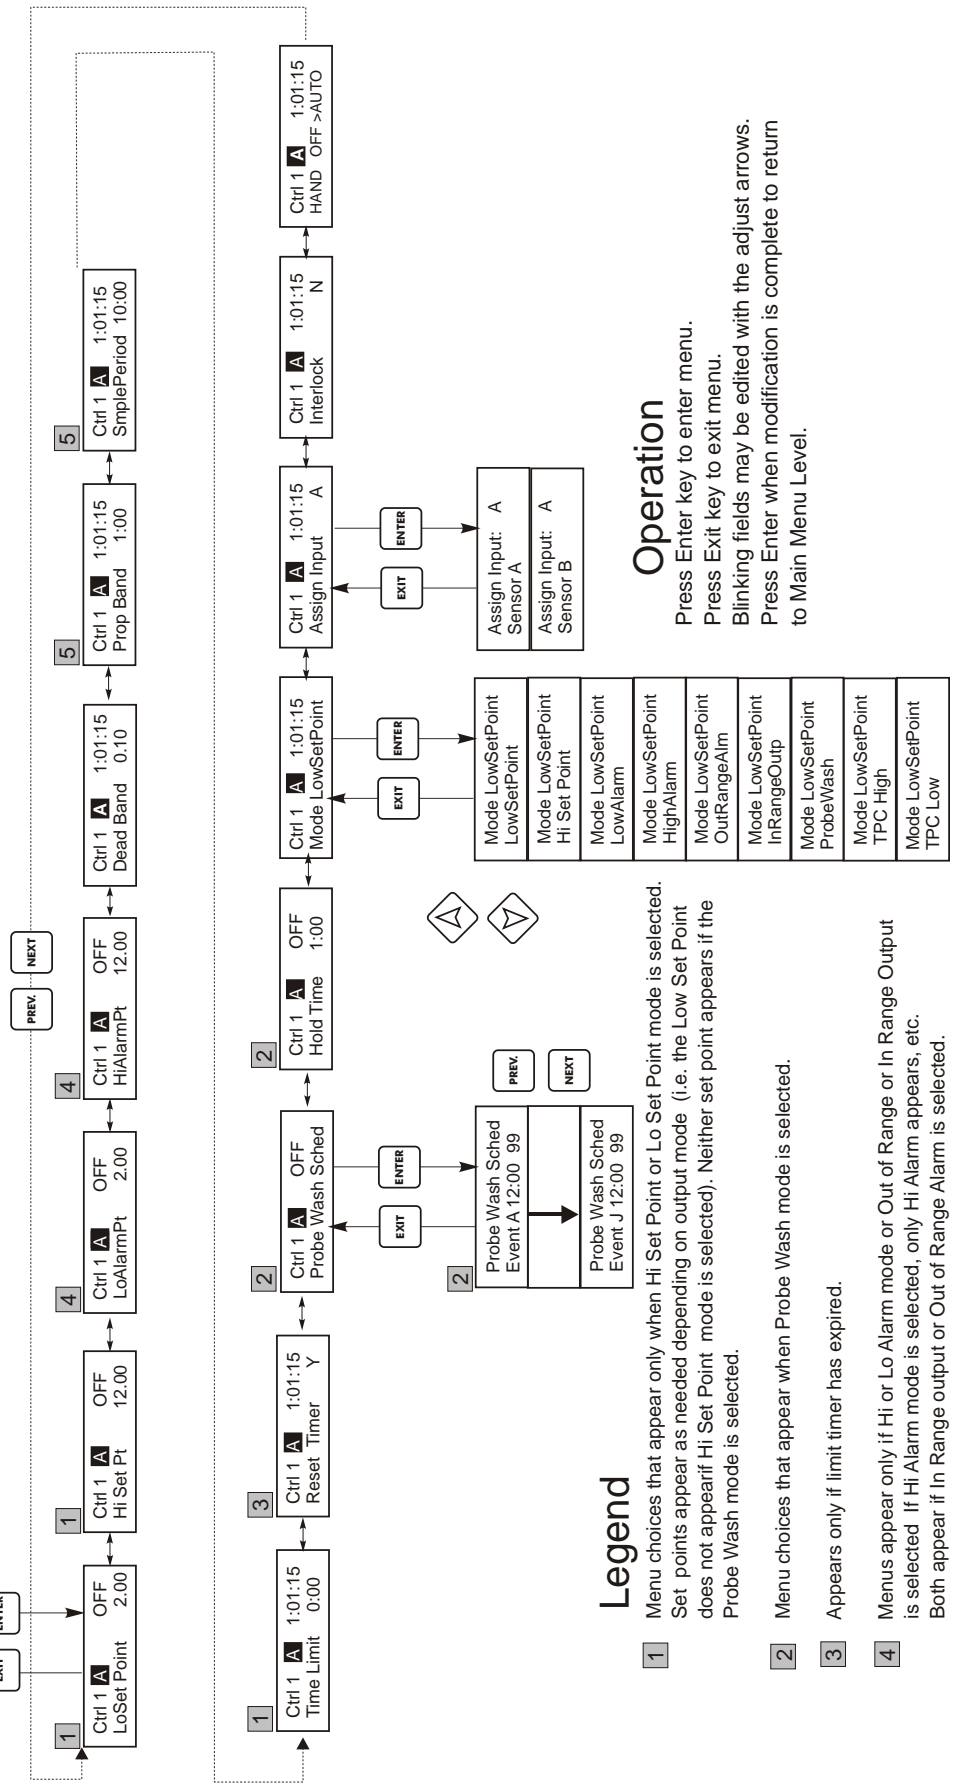 EXIT
ENTER
PREV.
NEXT
1
Ctrl 1 A OFF
LoSet Point 2.00
1
Ctrl 1 A OFF
Hi Set Pt 12.00
4
Ctrl 1 A OFF
LoAlarmPt 2.00
4
Ctrl 1 A OFF
HiAlarmPt 12.00
Ctrl 1 A 1:01:15
Dead Band 0.10
5
Ctrl 1 A 1:01:15
Prop Band 1:00
5
Ctrl 1 A 1:01:15
SmplePeriod 10:00
1
Ctrl 1 A 1:01:15
Time Limit 0:00
3
Ctrl 1 A 1:01:15
Reset Timer Y
2
Ctrl 1 A OFF
Probe Wash Sched
2
Ctrl 1 A OFF
Hold Time 1:00
Ctrl 1 A 1:01:15
Mode LowSetPoint
Ctrl 1 A 1:01:15
Assign Input A
Ctrl 1 A 1:01:15
Interlock N
Ctrl 1 A 1:01:15
HAND OFF >AUTO
EXIT
ENTER
2
Probe Wash Sched
Event A 12:00 99
Probe Wash Sched
Event J 12:00 99
PREV.
NEXT
EXIT
ENTER
Mode LowSetPoint
LowSetPoint
Mode LowSetPoint
Hi Set Point
Mode LowSetPoint
LowAlarm
Mode LowSetPoint
HighAlarm
Mode LowSetPoint
OutRangeAlm
Mode LowSetPoint
InRangeOutp
Mode LowSetPoint
ProbeWash
Mode LowSetPoint
TPC High
Mode LowSetPoint
TPC Low
EXIT
ENTER
Assign Input: A
Sensor A
Assign Input: A
Sensor B
Operation
Press Enter key to enter menu.
Press Exit key to exit menu.
Blinking fields may be edited with the adjust arrows.
Press Enter when modification is complete to return
to Main Menu Level.
Legend
1 Menu choices that appear only when Hi Set Point or Lo Set Point mode is selected.
Set points appear as needed depending on output mode (i.e. the Low Set Point
does not appearif Hi Set Point mode is selected). Neither set point appears if the
Probe Wash mode is selected.
2 Menu choices that appear when Probe Wash mode is selected.
3 Appears only if limit timer has expired.
4 Menus appear only if Hi or Lo Alarm mode or Out of Range or In Range Output
is selected If Hi Alarm mode is selected, only Hi Alarm appears, etc.
Both appear if In Range output or Out of Range Alarm is selected.